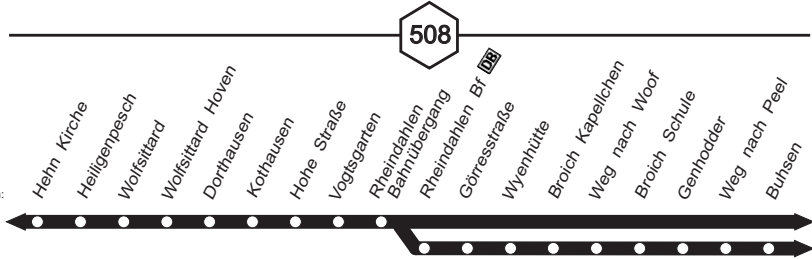 508
Hehn Kirche
Heiligenpesch
Wolfsittard
Wolfsittard Hoven
Dorthausen
Kothausen
Hohe Straße
Vogtsgarten
Rheindahlen
Bahnübergang
Rheindahlen Bf DB
Görresstraße
Wyenhütte
Broich Kapellchen
Weg nach Woof
Broich Schule
Genhodder
Weg nach Peel
Buhsen